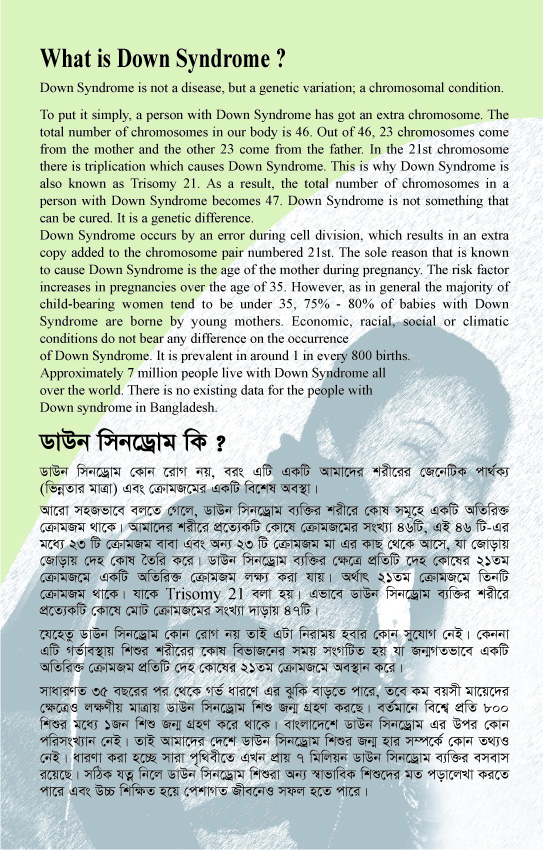 What is Down Syndrome ?
Down Syndrome is not a disease, but a genetic variation; a chromosomal condition.
To put it simply, a person with Down Syndrome has got an extra chromosome. The
total number of chromosomes in our body is 46. Out of 46, 23 chromosomes come
from the mother and the other 23 come from the father. In the 21st chromosome
there is triplication which causes Down Syndrome. This is why Down Syndrome is
also known as Trisomy 21. As a result, the total number of chromosomes in a
person with Down Syndrome becomes 47. Down Syndrome is not something that
can be cured. It is a genetic difference.
Down Syndrome occurs by an error during cell division, which results in an extra
copy added to the chromosome pair numbered 21st. The sole reason that is known
to cause Down Syndrome is the age of the mother during pregnancy. The risk factor
increases in pregnancies over the age of 35. However, as in general the majority of
child-bearing women tend to be under 35, 75% - 80% of babies with Down
Syndrome are borne by young mothers. Economic, racial, social or climatic
conditions do not bear any difference on the occurrence
of Down Syndrome. It is prevalent in around 1 in every 800 births.
Approximately 7 million people live with Down Syndrome all
over the world. There is no existing data for the people with
Down syndrome in Bangladesh.
ডাউন সিনড্রোম কি ?
ডাউন সিনড্রোম কোন রোগ নয়, বরং এটি একটি আমাদের শরীরের জেনেটিক পার্থক্য
(ভিন্নতার মাত্রা) এবং ক্রোমজমের একটি বিশেষ অবস্থা।
আরো সহজভাবে বলতে গেলে, ডাউন সিনড্রোম ব্যক্তির শরীরে কোষ সমূহে একটি অতিরিক্ত
ক্রোমজম থাকে। আমাদের শরীরে প্রত্যেকটি কোষে ক্রোমজমের সংখ্যা ৪৬টি, এই ৪৬ টি-এর
মধ্যে ২৩ টি ক্রোমজম বাবা এবং অন্য ২৩ টি ক্রোমজম মা এর কাছ থেকে আসে, যা জোড়ায়
জোড়ায় দেহ কোষ তৈরি করে। ডাউন সিনড্রোম ব্যক্তির ক্ষেত্রে প্রতিটি দেহ কোষের ২১তম
ক্রোমজমে একটি অতিরিক্ত ক্রোমজম লক্ষ্য করা যায়। অর্থাৎ ২১তম ক্রোমজমে তিনটি
ক্রোমজম থাকে। যাকে Trisomy 21 বলা হয়। এভাবে ডাউন সিনড্রোম ব্যক্তির শরীরে
প্রত্যেকটি কোষে মোট ক্রোমজমের সংখ্যা দাড়ায় ৪৭টি।
যেহেতু ডাউন সিনড্রোম কোন রোগ নয় তাই এটা নিরাময় হবার কোন সুযোগ নেই। কেননা
এটি গর্ভাবস্থায় শিশুর শরীরের কোষ বিভাজনের সময় সংগটিত হয় যা জন্মগতভাবে একটি
অতিরিক্ত ক্রোমজম প্রতিটি দেহ কোষের ২১তম ক্রোমজমে অবস্থান করে।
সাধারণত ৩৫ বছরের পর থেকে গর্ভ ধারণে এর ঝুকি বাড়তে পারে, তবে কম বয়সী মায়েদের
ক্ষেত্রেও লক্ষণীয় মাত্রায় ডাউন সিনড্রোম শিশু জন্ম গ্রহণ করছে। বর্তমানে বিশ্বে প্রতি ৮০০
শিশুর মধ্যে ১জন শিশু জন্ম গ্রহণ করে থাকে। বাংলাদেশে ডাউন সিনড্রোম এর উপর কোন
পরিসংখ্যান নেই। তাই আমাদের দেশে ডাউন সিনড্রোম শিশুর জন্ম হার সম্পর্কে কোন তথ্যও
নেই। ধারণা করা হচ্ছে সারা পৃথিবীতে এখন প্রায় ৭ মিলিয়ন ডাউন সিনড্রোম ব্যক্তির বসবাস
রয়েছে। সঠিক যত্ন নিলে ডাউন সিনড্রোম শিশুরা অন্য স্বাভাবিক শিশুদের মত পড়ালেখা করতে
পারে এবং উচ্চ শিক্ষিত হয়ে পেশাগত জীবনেও সফল হতে পারে।